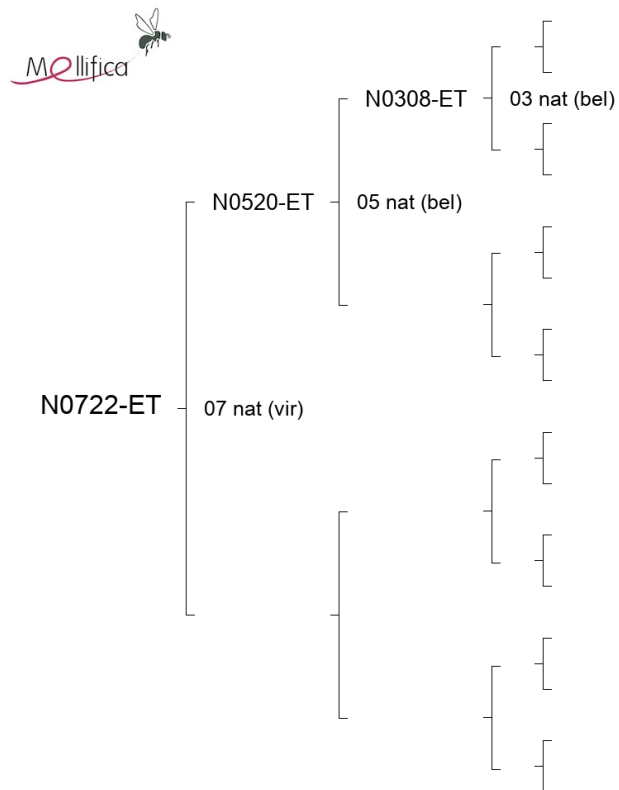 Mellifica
N0308-ET
03 nat (bel)
N0520-ET
05 nat (bel)
N0722-ET
07 nat (vir)